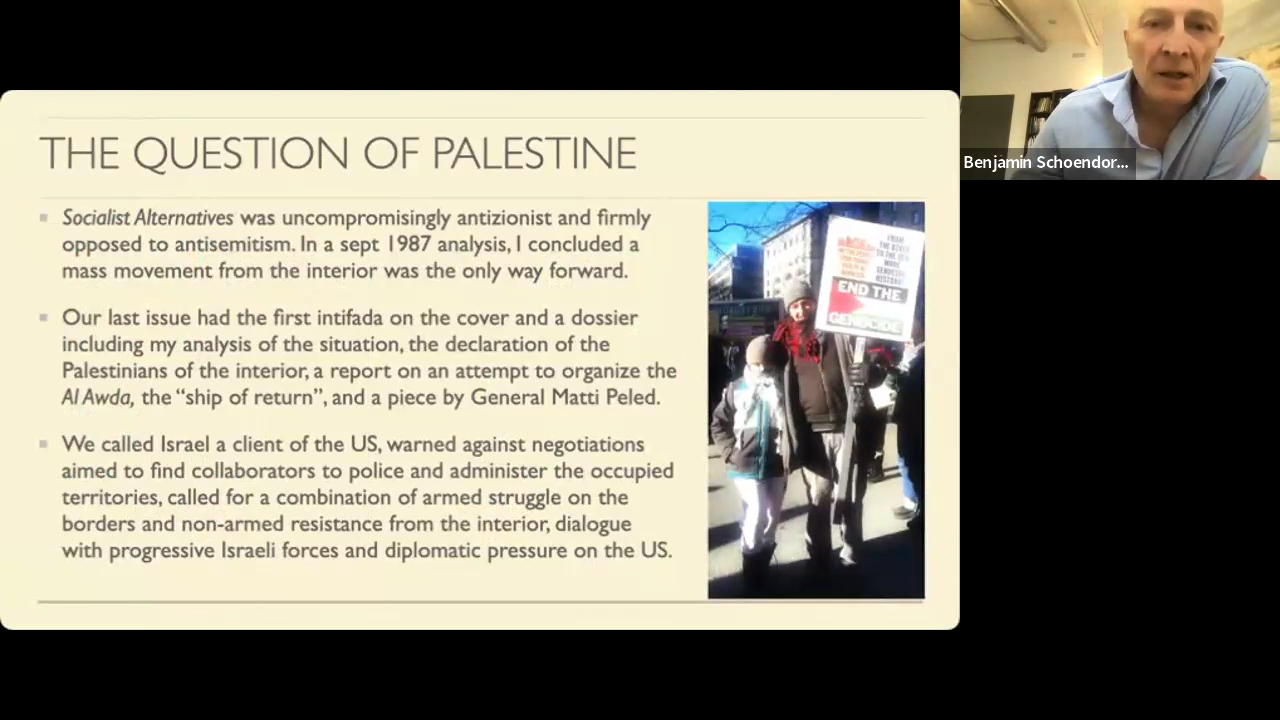 THE QUESTION OF PALESTINE
Socialist Alternatives was uncompromisingly antizionist and firmly
opposed to antisemitism. In a sept 1987 analysis, I concluded a
mass movement from the interior was the only way forward.
Our last issue had the first intifada on the cover and a dossier
including my analysis of the situation, the declaration of the
Palestinians of the interior, a report on an attempt to organize the
Al Awda, the “ship of return”, and a piece by General Matti Peled.
We called Israel a client of the US, warned against negotiations
aimed to find collaborators to police and administer the occupied
territories, called for a combination of armed struggle on the
borders and non-armed resistance from the interior, dialogue
with progressive Israeli forces and diplomatic pressure on the US.
FROM
THE RIVER
TO THE SEA
END THE
GENOCIDE
Benjamin Schoendor...